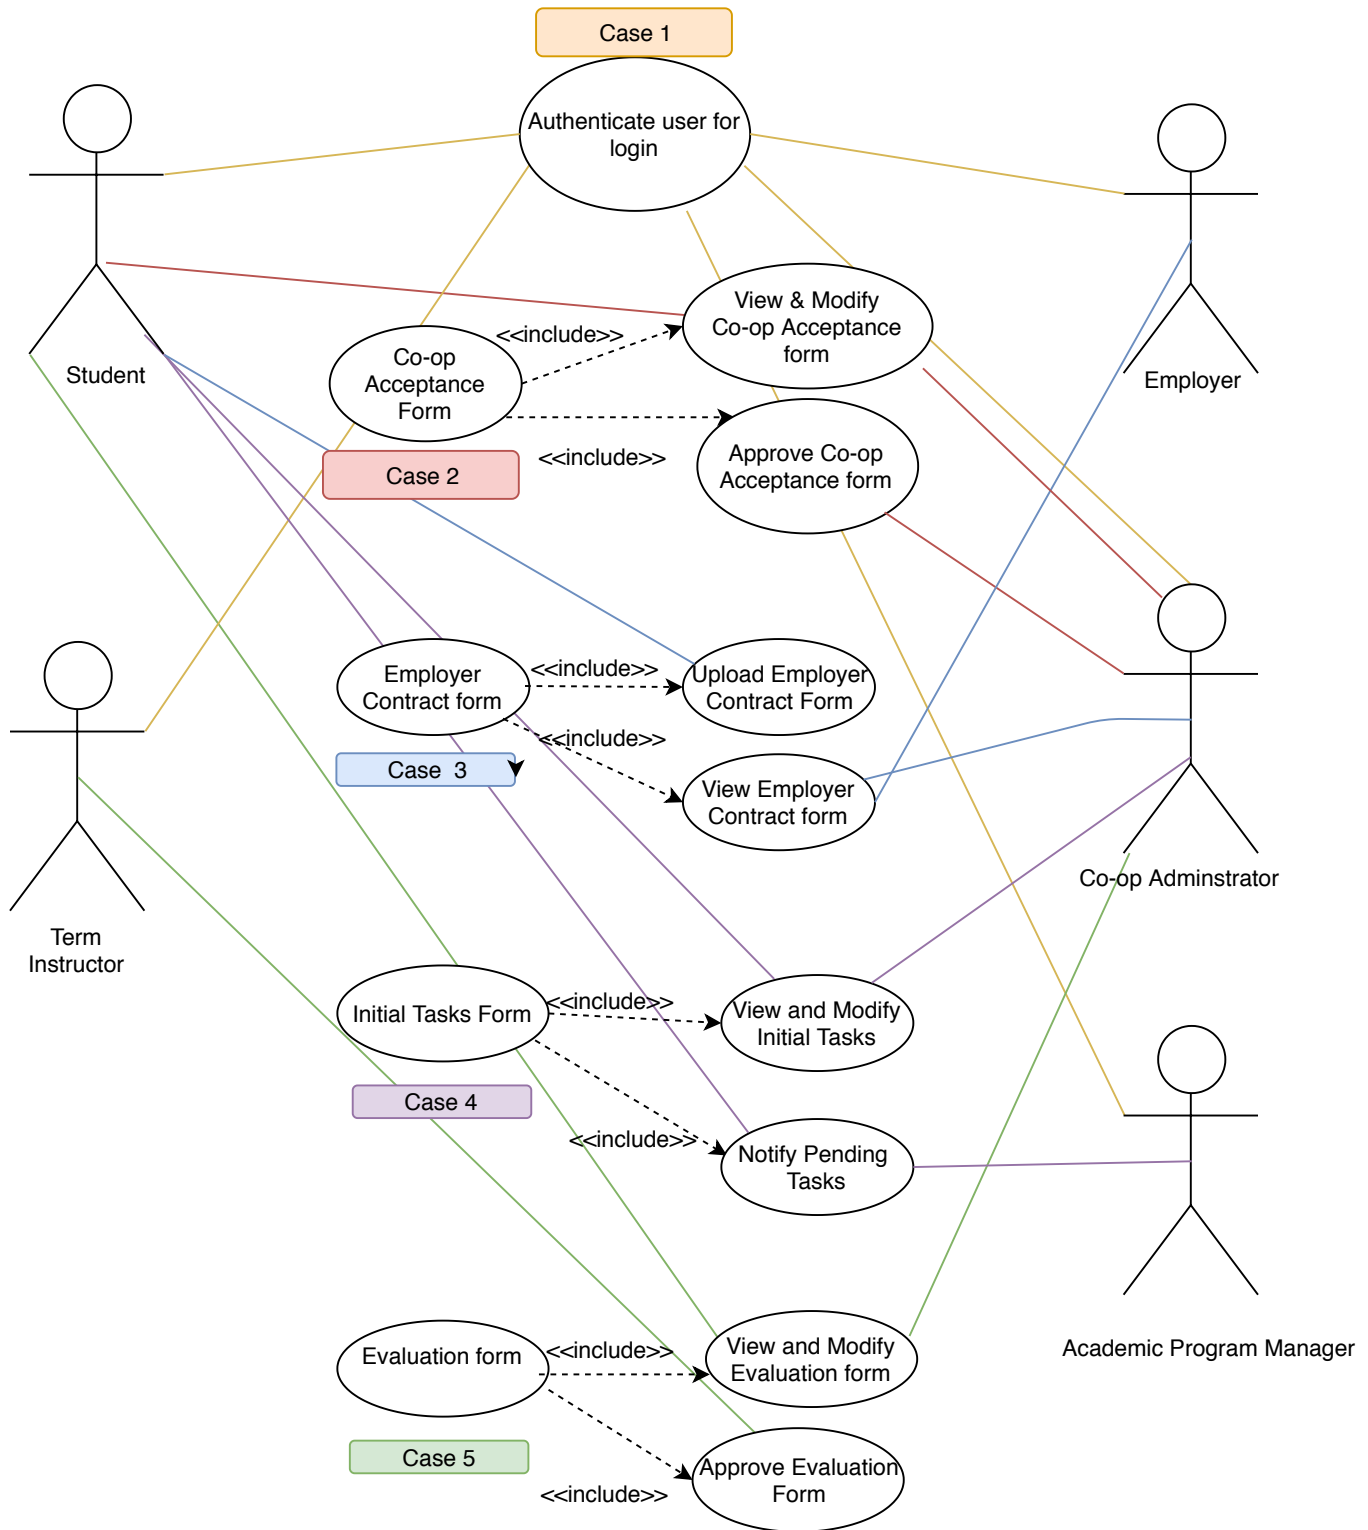 Case 1
Authenticate user for
login
View & Modify
Co-op Acceptance
form
<<include>>
Co-op
Acceptance
Form
Student
Employer
<<include>>
Approve Co-op
Acceptance form
Case 2
Employer
Contract form
<<include>>
Upload Employer
Contract Form
<<include>>
Case  3
View Employer
Contract form
Co-op Adminstrator
Term
Instructor
Initial Tasks Form
<<include>>
View and Modify
Initial Tasks
Case 4
<<include>>
Notify Pending
Tasks
Evaluation form
<<include>>
View and Modify
Evaluation form
Academic Program Manager
Case 5
<<include>>
Approve Evaluation
Form